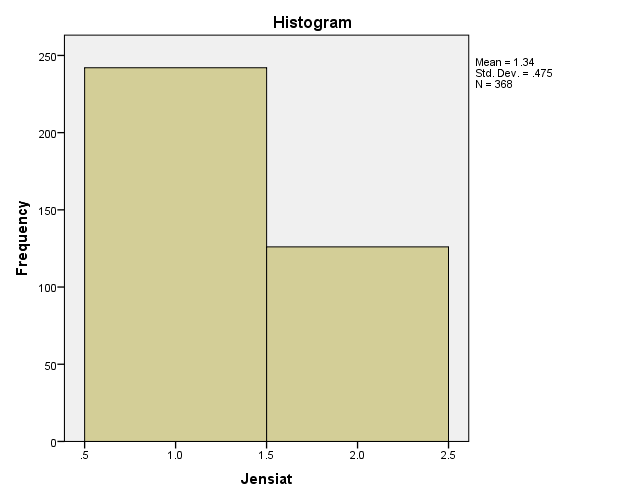 Histogram
Mean = 1.34
Std. Dev. = .475
N = 368
250
200
150
100
50
0
Frequency
.5 1.0 1.5 2.0 2.5
Jensiat